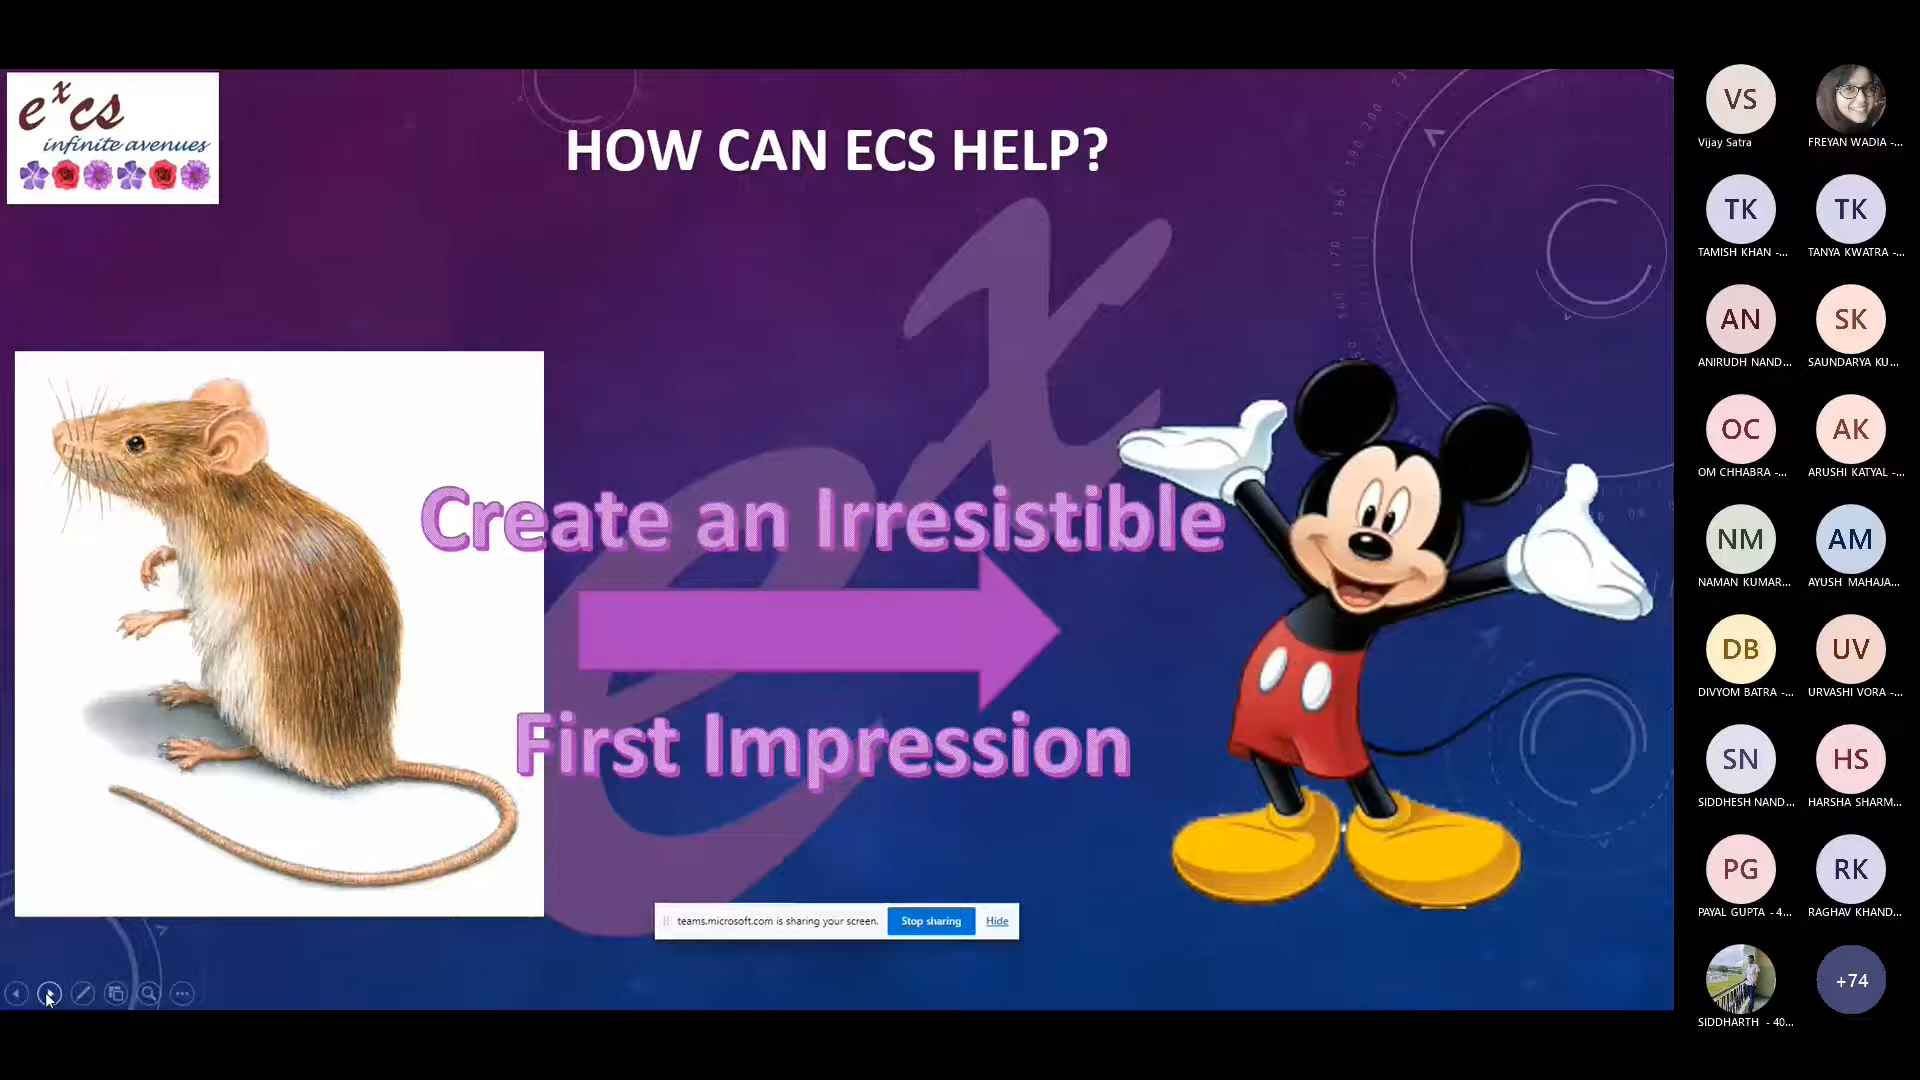 excs
infinite avenues
HOW CAN ECS HELP?
Create an Irresistible
First Impression
teams.microsoft.com is sharing your screen.
Stop sharing
Hide
VS
Vijay Satra
FREYAN WADIA -...
TK
TAMISH KHAN -...
TK
TANYA KWATRA -...
AN
ANIRUDH NAND...
SK
SAUNDARYA KU...
OC
OM CHHABRA -...
AK
ARUSHI KATYAL -...
NM
NAMAN KUMAR...
AM
AYUSH MAHAJA...
DB
DIVYOM BATRA -...
UV
URVASHI VORA -...
SN
SIDDHESH NAND...
HS
HARSHA SHARM...
PG
PAYAL GUPTA - 4...
RK
RAGHAV KHAND...
SIDDHARTH - 40...
+74